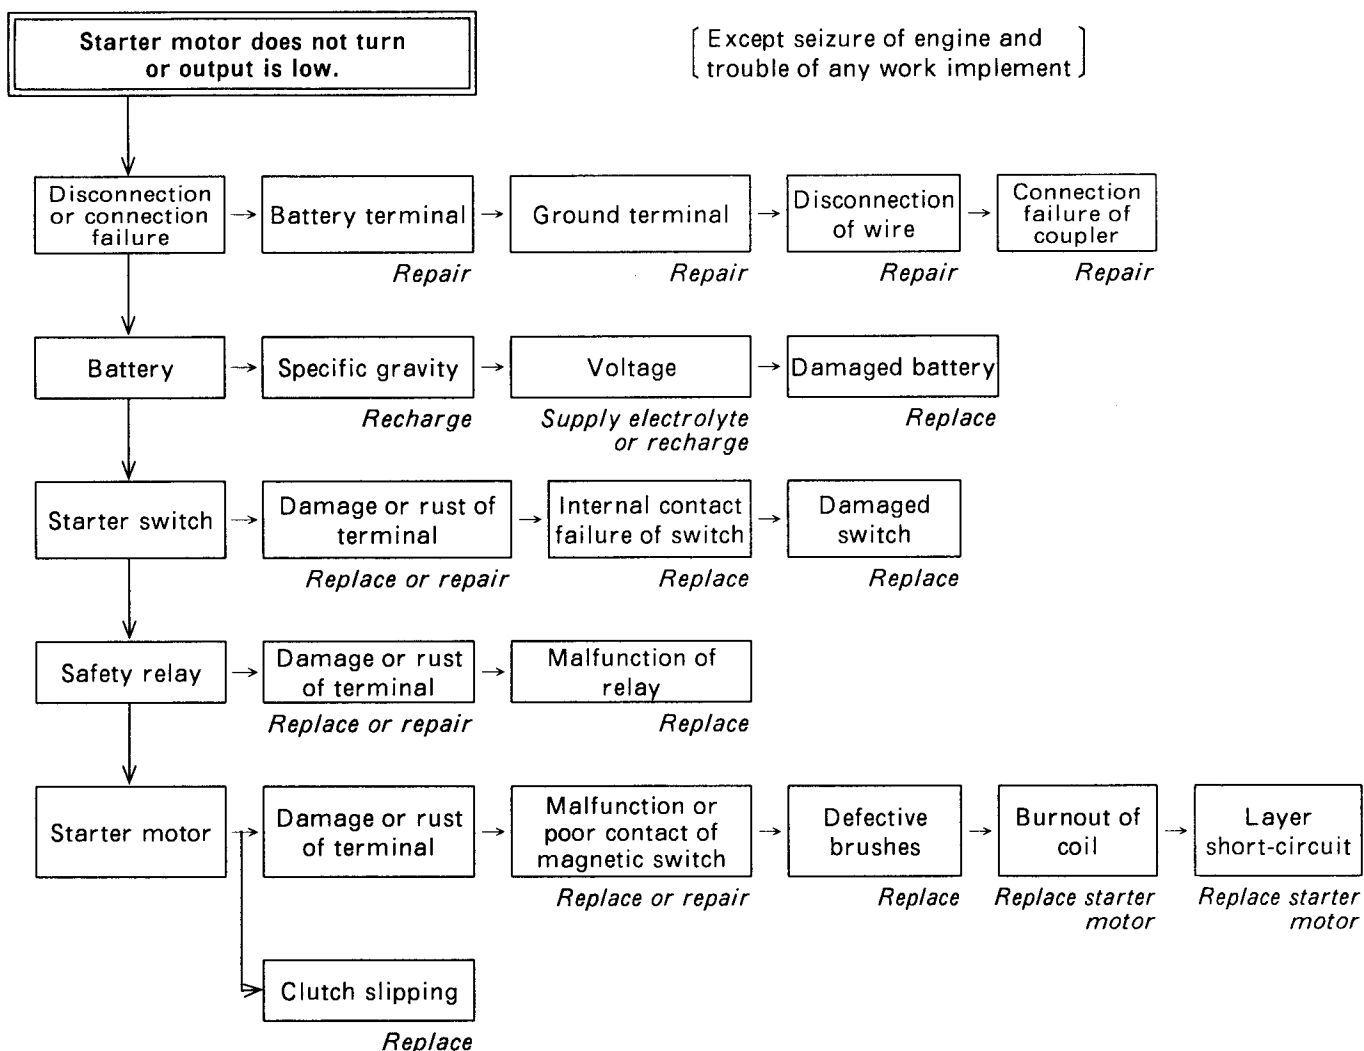 Starter motor does not turn
or output is low.
Except seizure of engine and
trouble of any work implement
Disconnection
or connection
failure
Battery terminal
Repair
Ground terminal
Repair
Disconnection
of wire
Repair
Connection
failure of
coupler
Repair
Battery
Specific gravity
Recharge
Voltage
Supply electrolyte
or recharge
Damaged battery
Replace
Starter switch
Damage or rust of
terminal
Replace or repair
Internal contact
failure of switch
Replace
Damaged
switch
Replace
Safety relay
Damage or rust
of terminal
Replace or repair
Malfunction of
relay
Replace
Starter motor
Damage or rust
of terminal
Malfunction or
poor contact of
magnetic switch
Replace or repair
Defective
brushes
Replace
Burnout of
coil
Replace starter
motor
Layer
short-circuit
Replace starter
motor
Clutch slipping
Replace